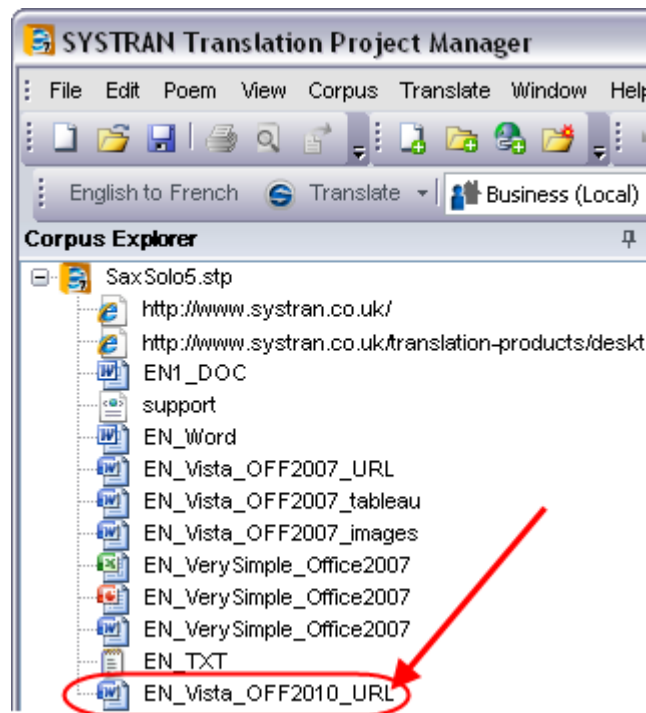 SYSTRAN Translation Project Manager
File Edit Poem View Corpus Translate Window Help
English to French Translate Business (Local)
Corpus Explorer
SaxSolo5.stp
http://www.systran.co.uk/
http://www.systran.co.uk/translation-products/deskt
EN1_DOC
support
EN_Word
EN_Vista_OFF2007_URL
EN_Vista_OFF2007_tableau
EN_Vista_OFF2007_images
EN_VerySimple_Office2007
EN_VerySimple_Office2007
EN_VerySimple_Office2007
EN_TXT
EN_Vista_OFF2010_URL